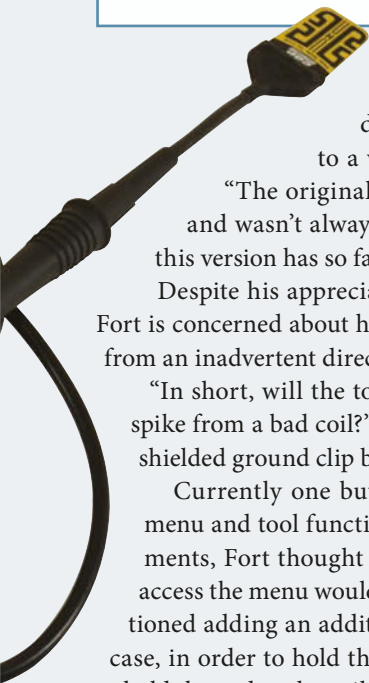 to a
"The original
and wasn't alway
this version has so fa
Despite his apprecia
Fort is concerned about h
from an inadvertent direc
"In short, will the to
spike from a bad coil?"
shielded ground clip b
Currently one bu
menu and tool functi
ments, Fort thought
access the menu would
tioned adding an addit
case, in order to hold th